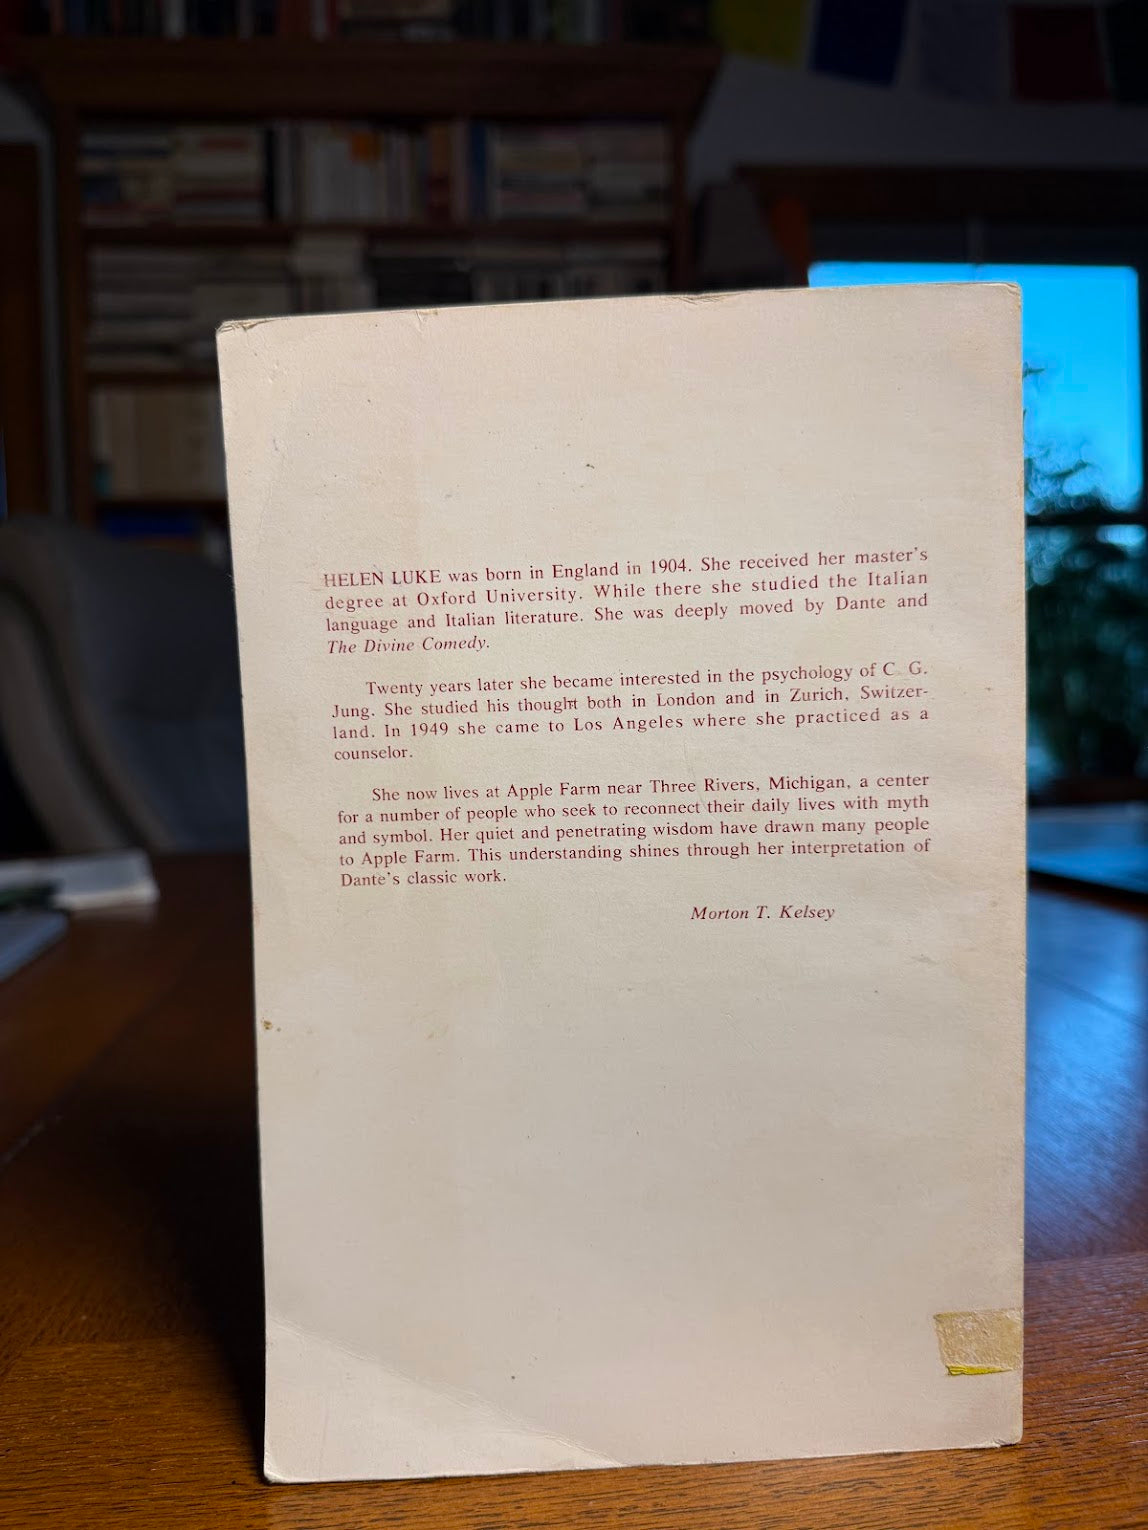 HELEN LUKE was born in England in 1904. She received her master's
degree at Oxford University. While there she studied the Italian
language and Italian literature. She was deeply moved by Dante and
The Divine Comedy.
Twenty years later she became interested in the psychology of C. G.
Jung. She studied his thought both in London and in Zurich, Switzer-
land. In 1949 she came to Los Angeles where she practiced as a
counselor.
She now lives at Apple Farm near Three Rivers, Michigan, a center
for a number of people who seek to reconnect their daily lives with myth
and symbol. Her quiet and penetrating wisdom have drawn many people
to Apple Farm. This understanding shines through her interpretation of
Dante's classic work.
Morton T. Kelsey